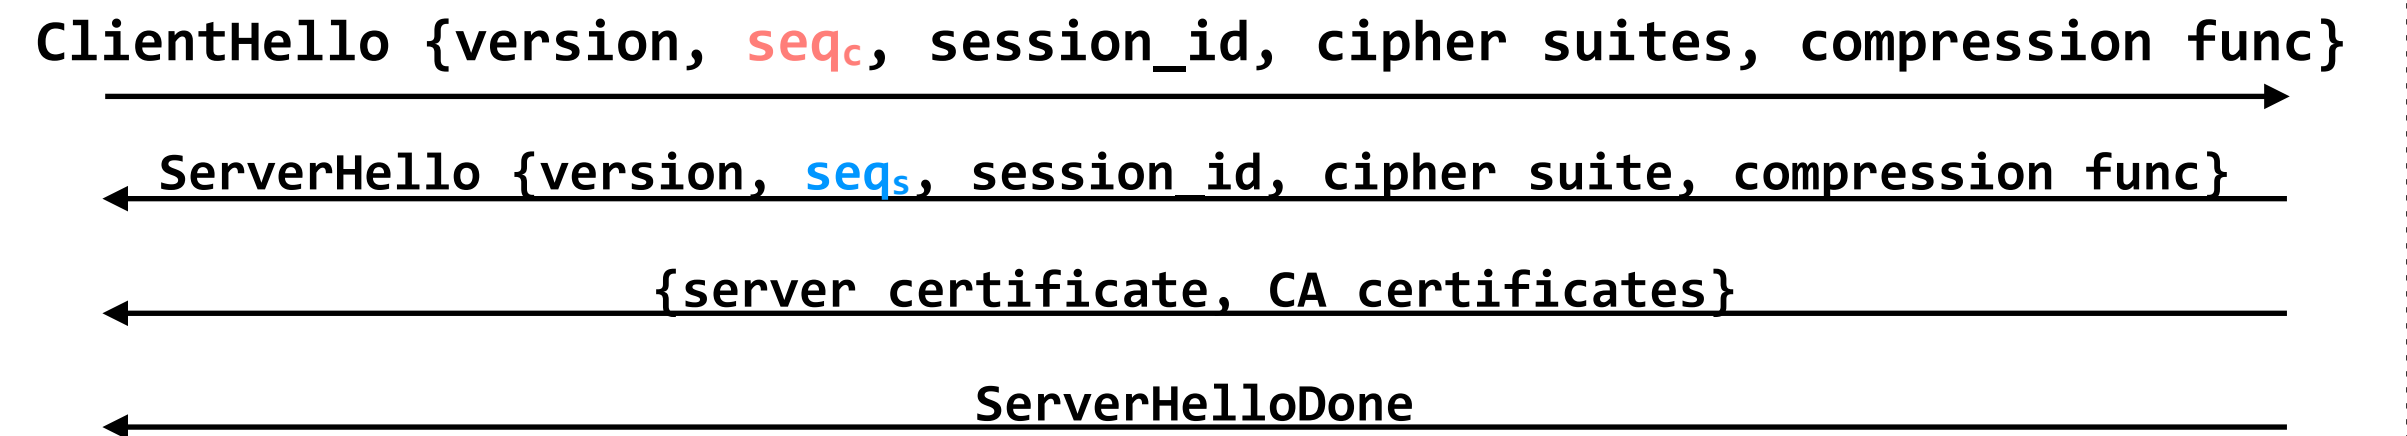 ClientHello {version, seqc, session_id, cipher suites, compression func}
ServerHello {version, seqs, session_id, cipher suite, compression func}
{server certificate, CA certificates}
ServerHelloDone